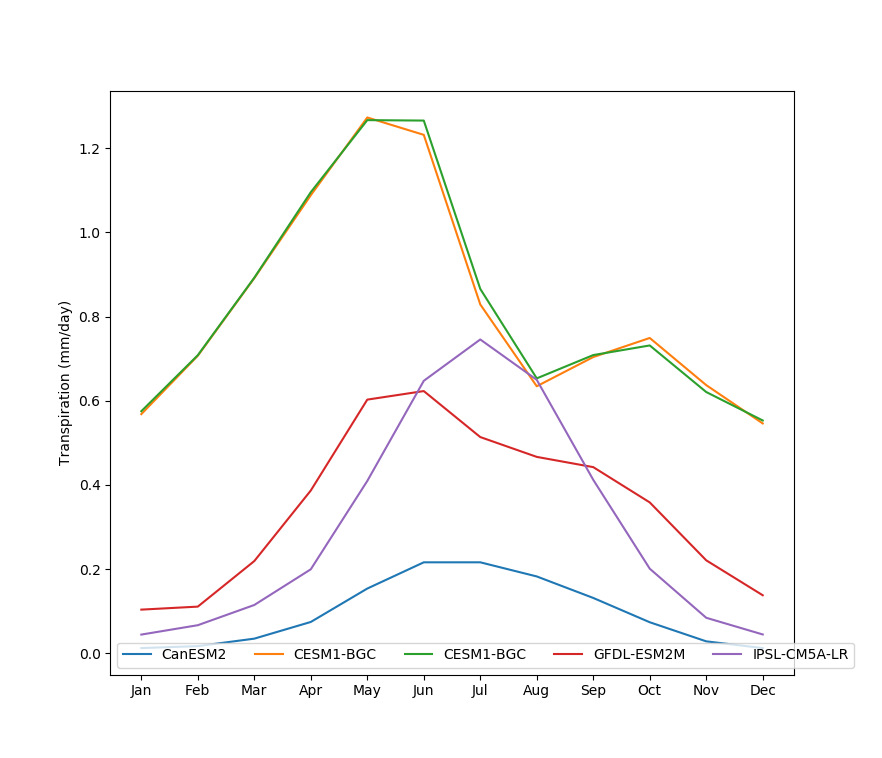 1.2
1.0
0.8
0.6
0.4
0.2
0.0
Transpiration (mm/day)
CanESM2 CESM1-BGC CESM1-BGC GFDL-ESM2M IPSL-CM5A-LR
Jan Feb Mar Apr May Jun Jul Aug Sep Oct Nov Dec